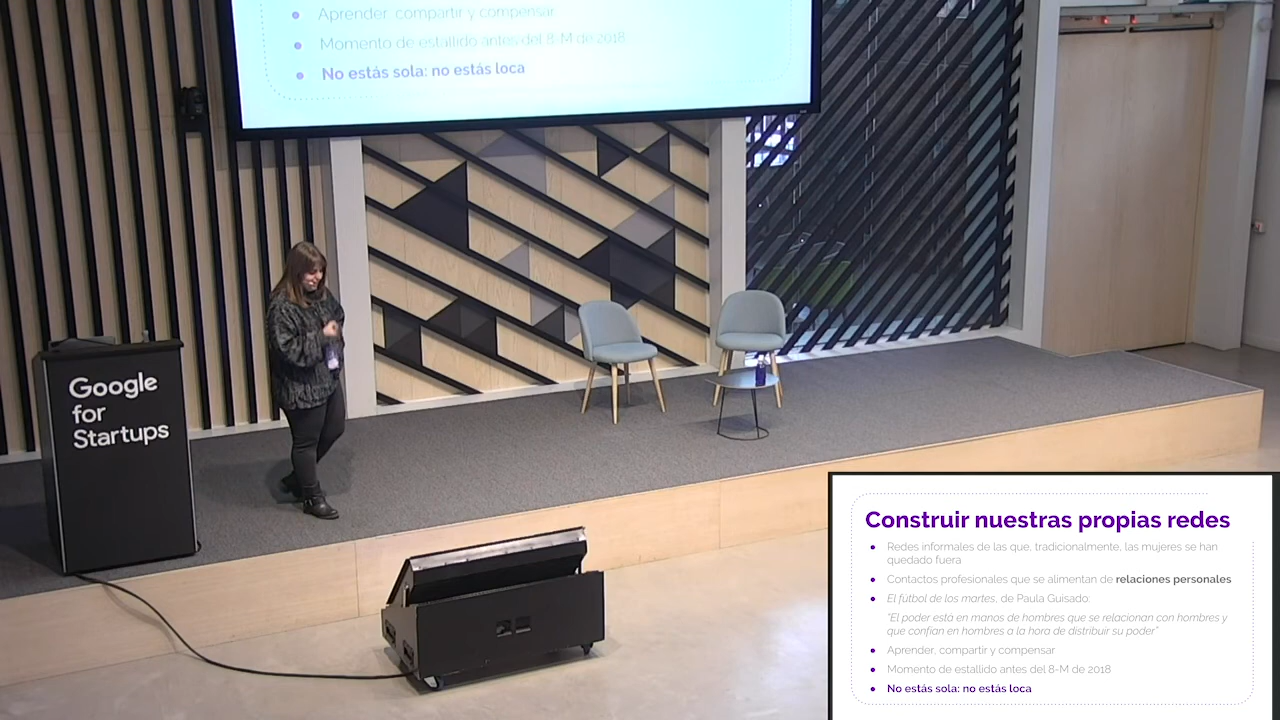 Aprender, compartir y compensar
Momento de estallido antes del 8-M de 2018
No estás sola: no estás loca
Google
for
Startups
Construir nuestras propias redes
Redes informales de las que, tradicionalmente, las mujeres se han
quedado fuera
Contactos profesionales que se alimentan de relaciones personales
El fútbol de los martes, de Paula Guisado:
"El poder está en manos de hombres que se relacionan con hombres y
que confían en hombres a la hora de distribuir su poder"
Aprender, compartir y compensar
Momento de estallido antes del 8-M de 2018
No estás sola: no estás loca